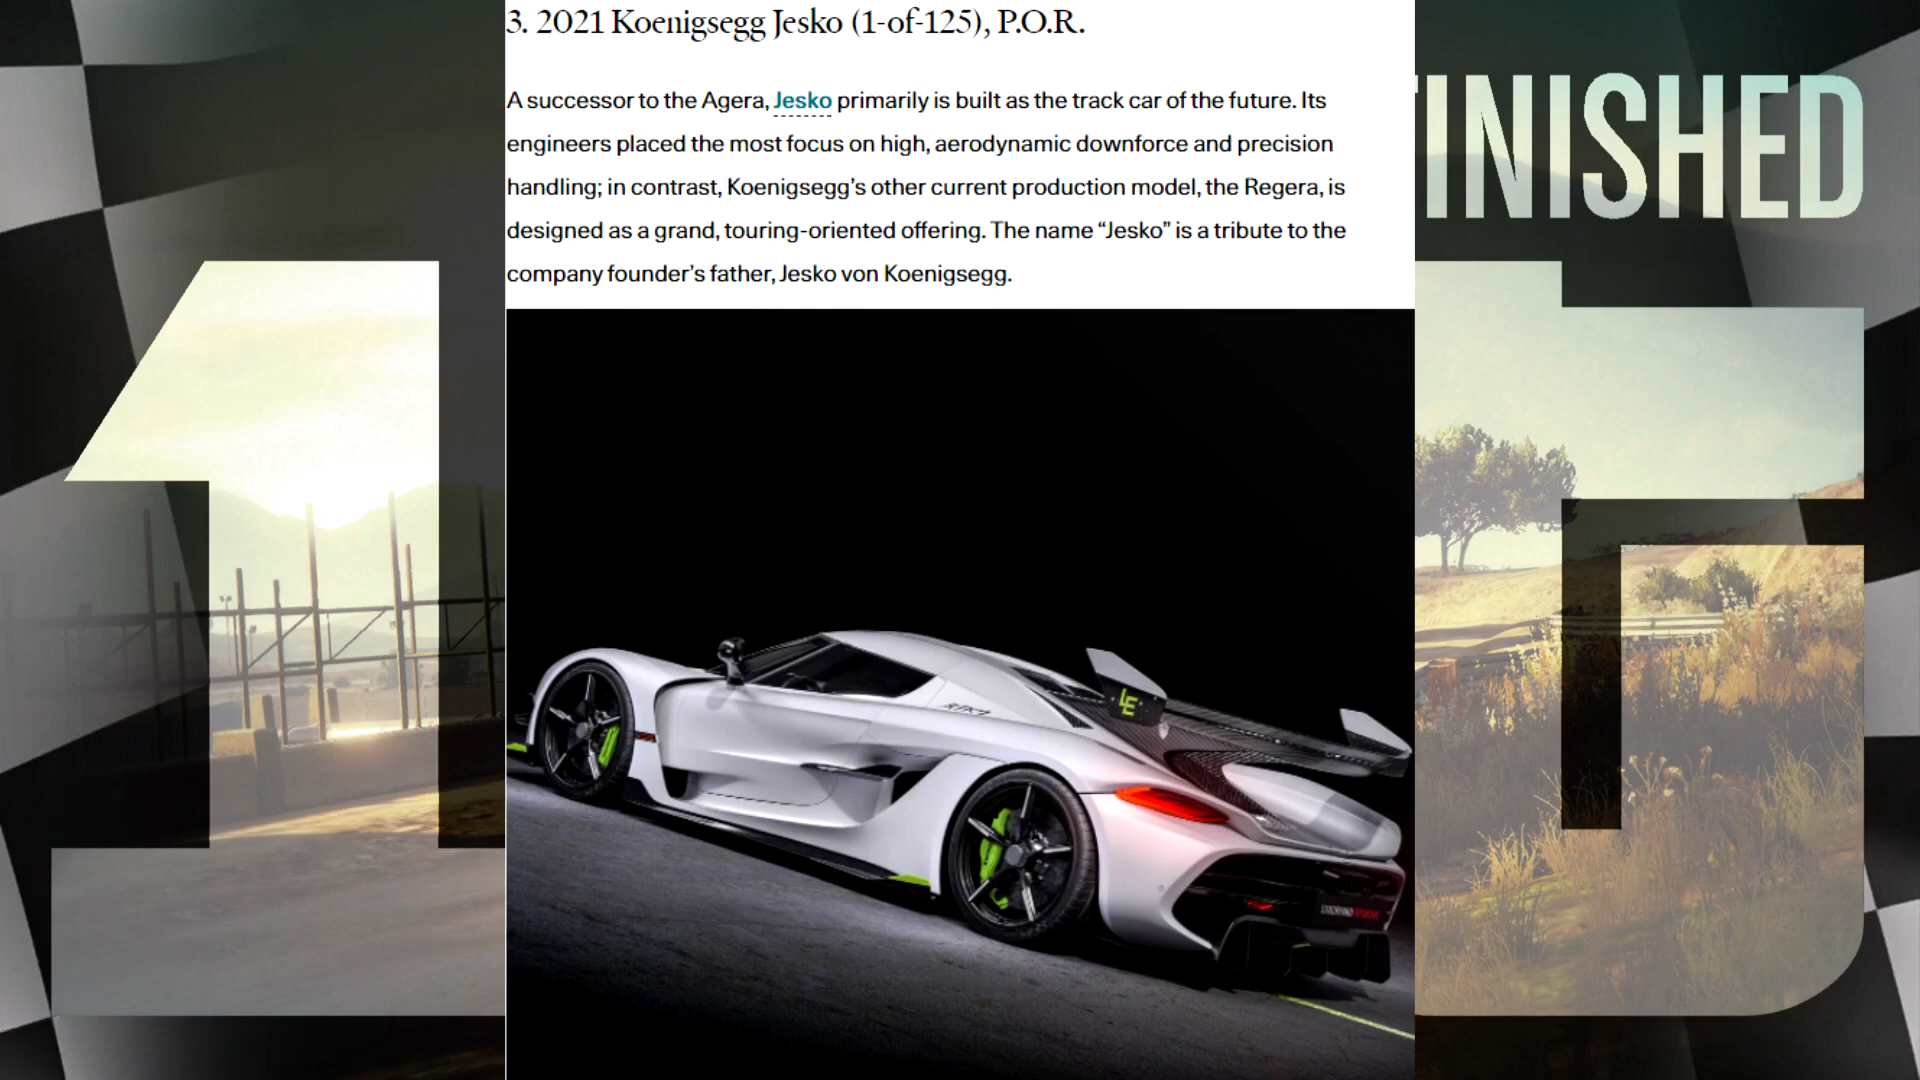 3. 2021 Koenigsegg Jesko (1-of-125), P.O.R.
A successor to the Agera, Jesko primarily is built as the track car of the future. Its
engineers placed the most focus on high, aerodynamic downforce and precision
handling; in contrast, Koenigsegg’s other current production model, the Regera, is
designed as a grand, touring-oriented offering. The name “Jesko” is a tribute to the
company founder’s father, Jesko von Koenigsegg.
INISHED
1
LE